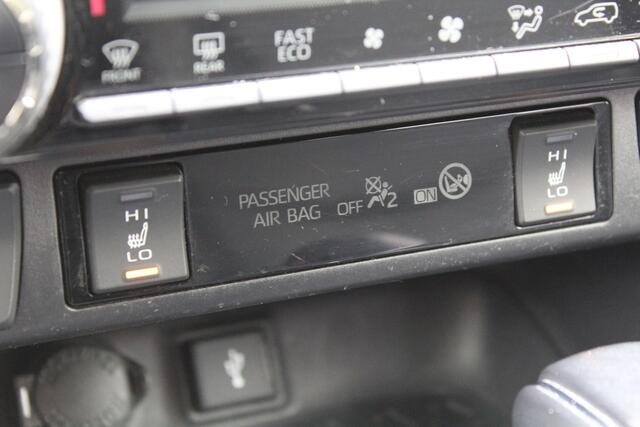 FRONT
REAR
FAST
ECO
HI
LO
PASSENGER
AIR BAG OFF 2 ON
HI
LO